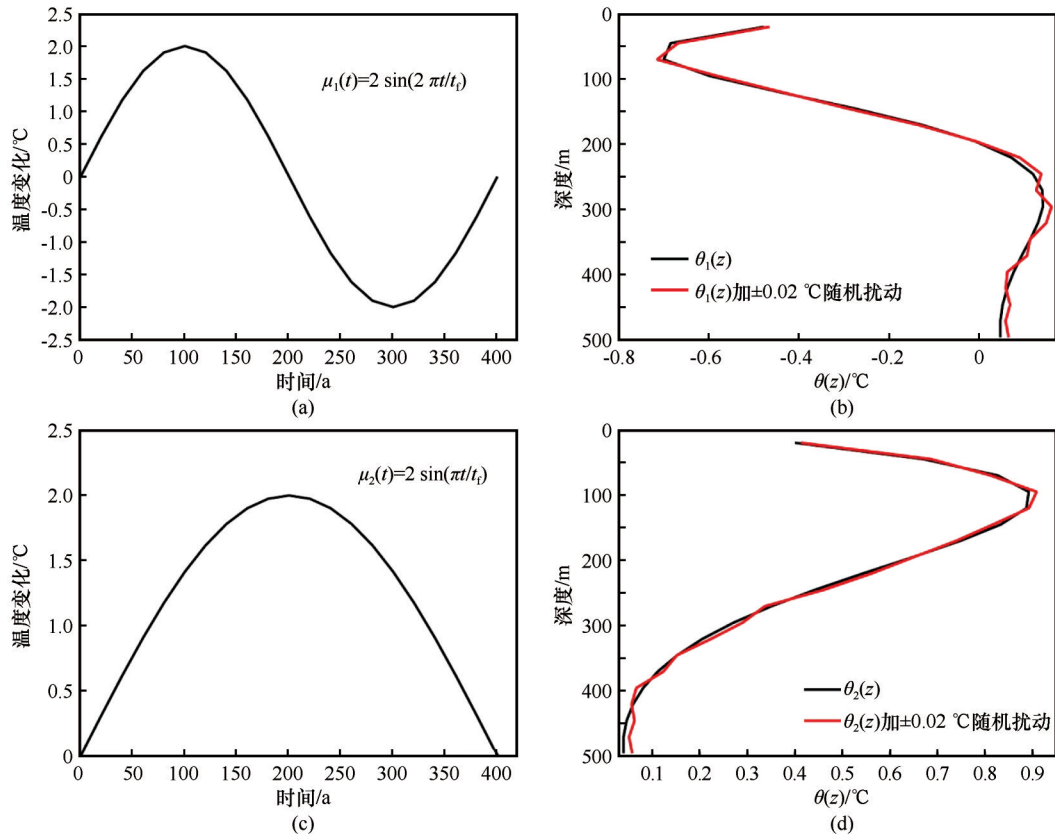 2.5
2.0
1.5
1.0
0.5
0
-0.5
-1.0
-1.5
-2.0
-2.5
温度变化/℃
μ₁(t)=2 sin(2 πt/t_f)
0 50 100 150 200 250 300 350 400
时间/a
(a)
0
100
200
300
400
500
深度/m
θ₁(z)
θ₁(z)加±0.02 ℃随机扰动
-0.8 -0.6 -0.4 -0.2 0
θ(z)/℃
(b)
2.5
2.0
1.5
1.0
0.5
0
温度变化/℃
μ₂(t)=2 sin(πt/t_f)
0 50 100 150 200 250 300 350 400
时间/a
(c)
0
100
200
300
400
500
深度/m
θ₂(z)
θ₂(z)加±0.02 ℃随机扰动
0.1 0.2 0.3 0.4 0.5 0.6 0.7 0.8 0.9
θ(z)/℃
(d)